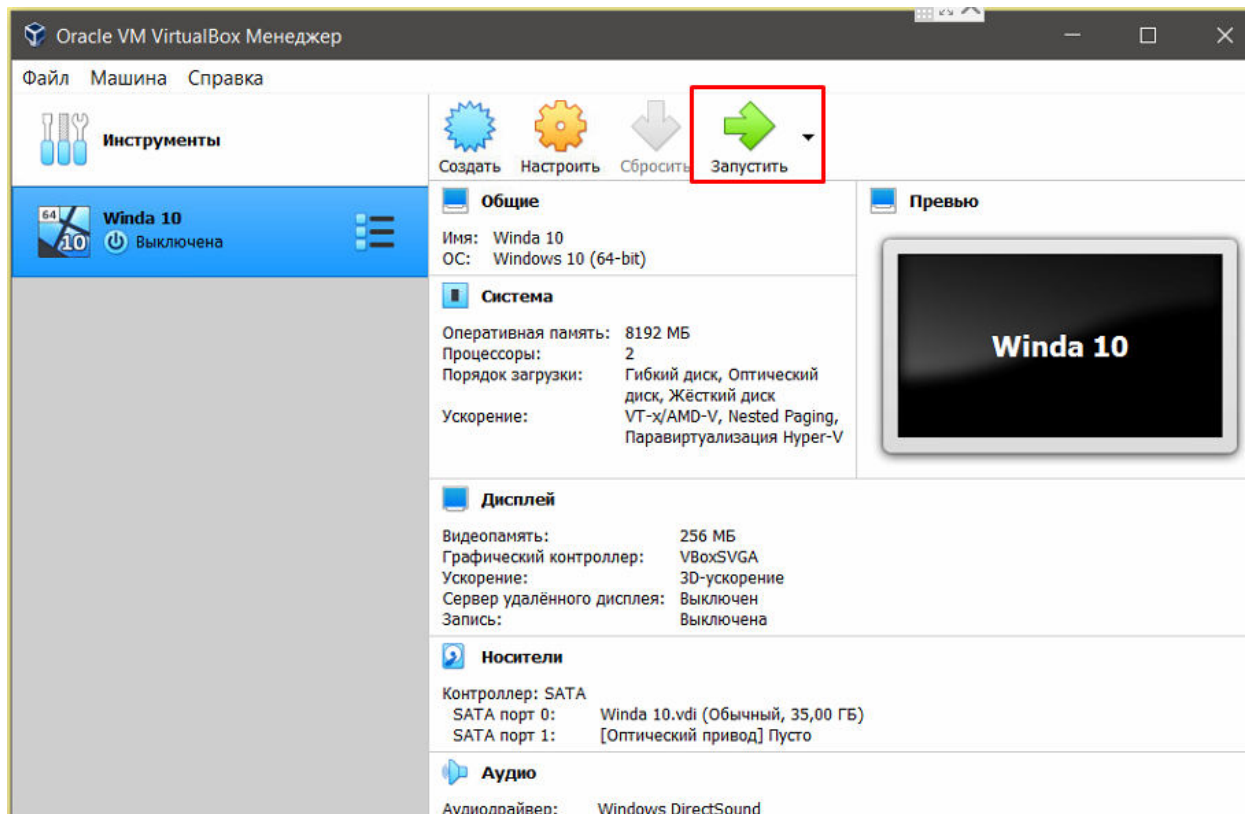 Oracle VM VirtualBox Менеджер
Файл Машина Справка
Инструменты
Создать Настроить Сбросить Запустить
64
10
Winda 10
Выключена
Общие
Имя: Winda 10
ОС: Windows 10 (64-bit)
Превью
Winda 10
Система
Оперативная память: 8192 МБ
Процессоры: 2
Порядок загрузки: Гибкий диск, Оптический
диск, Жёсткий диск
Ускорение: VT-x/AMD-V, Nested Paging,
Паравиртуализация Hyper-V
Дисплей
Видеопамять: 256 МБ
Графический контроллер: VBoxSVGA
Ускорение: 3D-ускорение
Сервер удалённого дисплея: Выключен
Запись: Выключена
Носители
Контроллер: SATA
SATA порт 0: Winda 10.vdi (Обычный, 35,00 ГБ)
SATA порт 1: [Оптический привод] Пусто
Аудио
Аудиодрайвер: Windows DirectSound